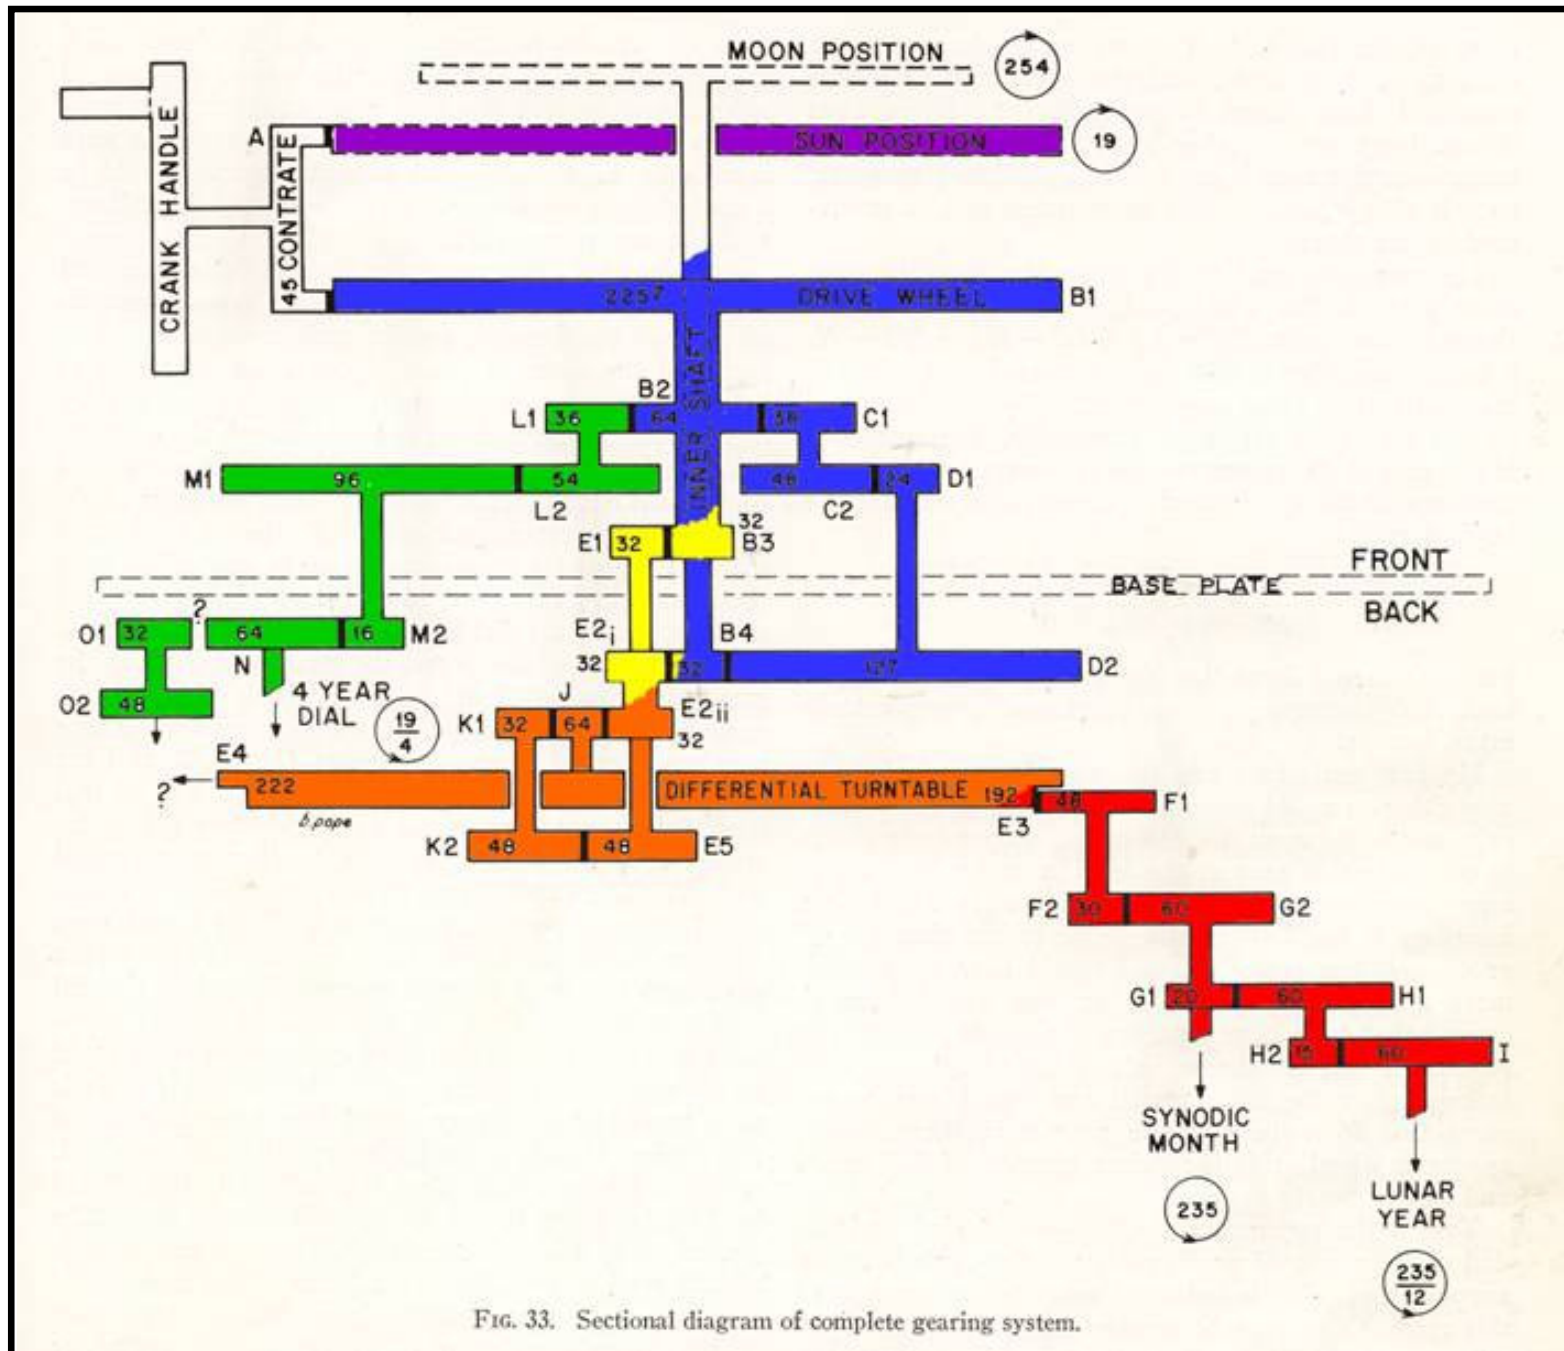 MOON POSITION
254
A
SUN POSITION
19
CRANK HANDLE
45 CONTRATE
2257
DRIVE WHEEL
B1
INNER SHAFT
B2
L1
36
64
38
C1
M1
96
54
48
24
D1
L2
C2
E1
32
32
B3
FRONT
BASE PLATE
BACK
?
O1
32
64
16
M2
E2i
B4
N
32
32
127
D2
O2
48
4 YEAR
DIAL
19
4
J
K1
32
64
E2ii
32
E4
?
222
DIFFERENTIAL TURNTABLE
192
48
F1
b.pope
E3
K2
48
48
E5
F2
30
60
G2
G1
20
60
H1
H2
15
60
I
SYNODIC
MONTH
235
LUNAR
YEAR
235
12
FIG. 33. Sectional diagram of complete gearing system.